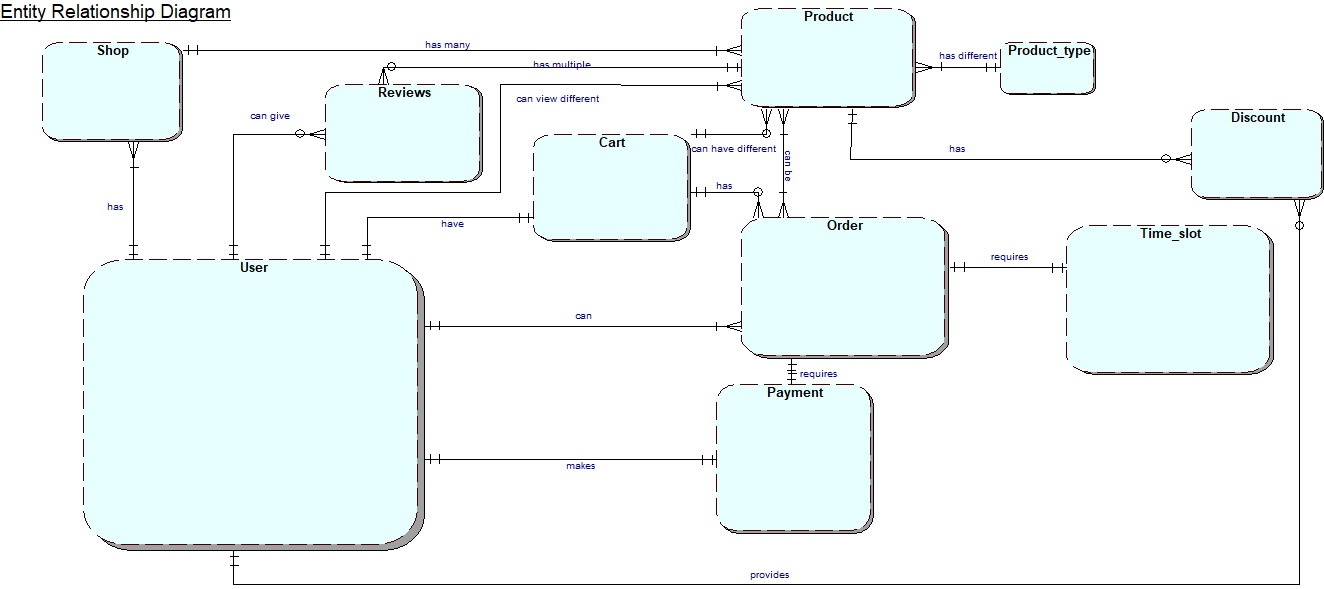 Entity Relationship Diagram
Product
Shop
has many
has different
Product_type
has multiple
Reviews
can view different
can give
Discount
Cart
can have different
can be
has
has
has
have
Order
Time_slot
requires
User
can
requires
Payment
makes
provides